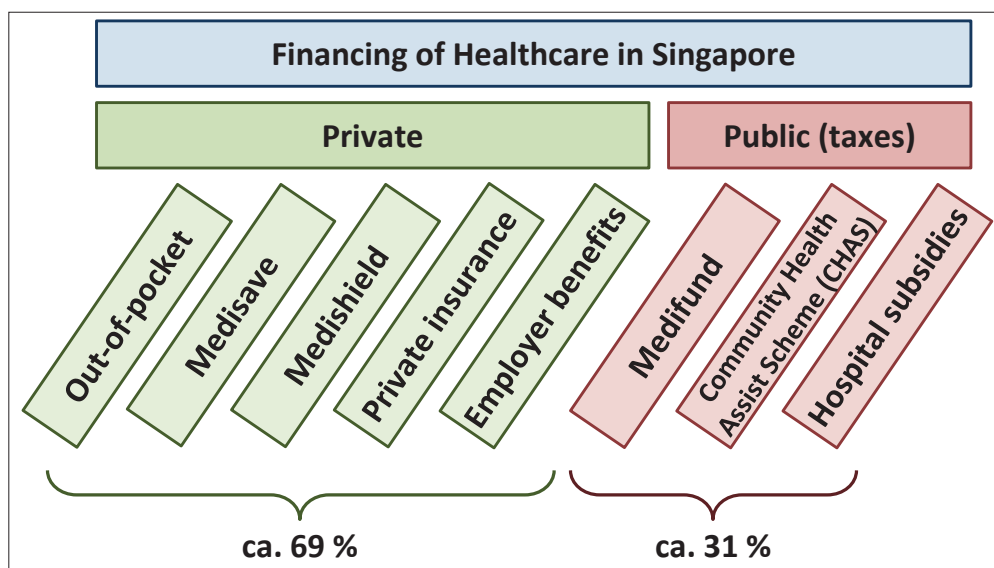 Financing of Healthcare in Singapore
Private
Public (taxes)
Out-of-pocket
Medisave
Medishield
Private insurance
Employer benefits
Medifund
Community Health
Assist Scheme (CHAS)
Hospital subsidies
ca. 69 %
ca. 31 %